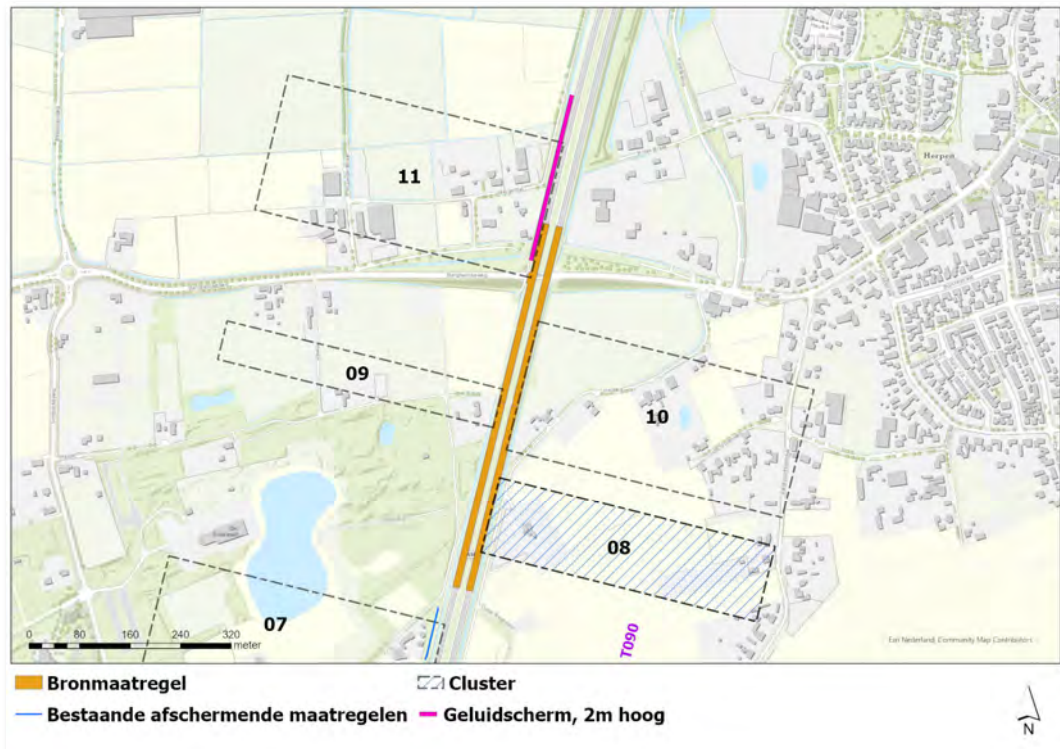 11
Herpen
09
10
08
07
0 80 160 240 320
meter
T090
Esri Nederland, Community Map Contributors
Bronmaatregel
Cluster
Bestaande afschermende maatregelen
Geluidscherm, 2m hoog
N